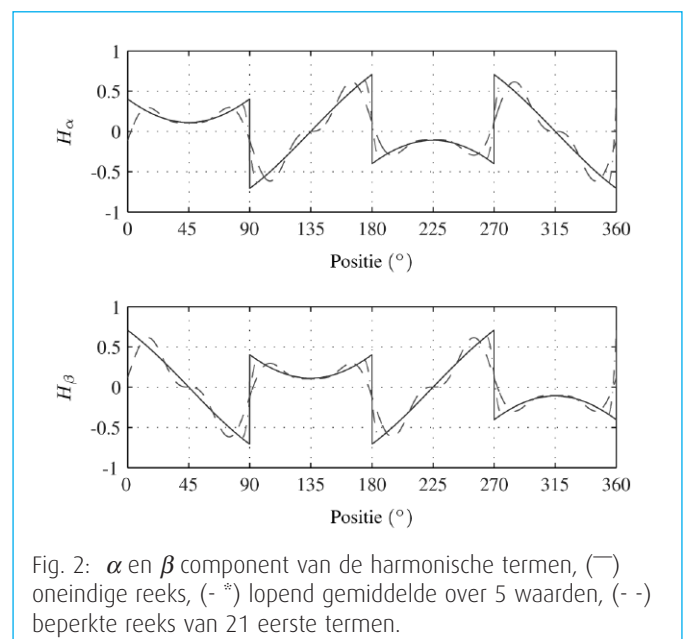 1
0.5
0
-0.5
-1
H_α
0 45 90 135 180 225 270 315 360
Positie (°)
1
0.5
0
-0.5
-1
H_β
0 45 90 135 180 225 270 315 360
Positie (°)
Fig. 2: α en β component van de harmonische termen, (—)
oneindige reeks, (- *) lopend gemiddelde over 5 waarden, (- -)
beperkte reeks van 21 eerste termen.